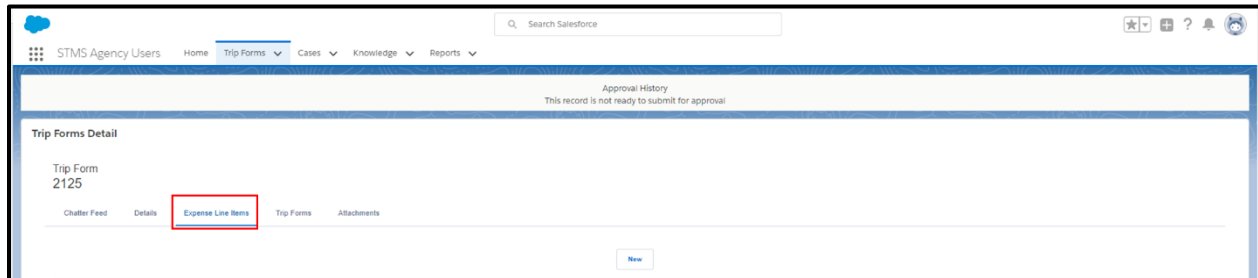 Search Salesforce
STMS Agency Users Home Trip Forms Cases Knowledge Reports
Approval History
This record is not ready to submit for approval
Trip Forms Detail
Trip Form
2125
Chatter Feed Details Expense Line Items Trip Forms Attachments
New